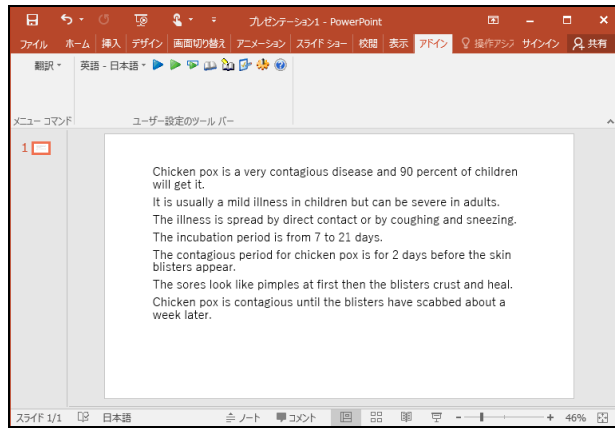 プレゼンテーション1 - PowerPoint
ファイル ホーム 挿入 デザイン 画面切り替え アニメーション スライド ショー 校閲 表示 アドイン 操作アシス サインイン 共有
翻訳 英語 - 日本語
メニュー コマンド ユーザー設定のツール バー
1
Chicken pox is a very contagious disease and 90 percent of children
will get it.
It is usually a mild illness in children but can be severe in adults.
The illness is spread by direct contact or by coughing and sneezing.
The incubation period is from 7 to 21 days.
The contagious period for chicken pox is for 2 days before the skin
blisters appear.
The sores look like pimples at first then the blisters crust and heal.
Chicken pox is contagious until the blisters have scabbed about a
week later.
スライド 1/1 日本語 ノート コメント 46%